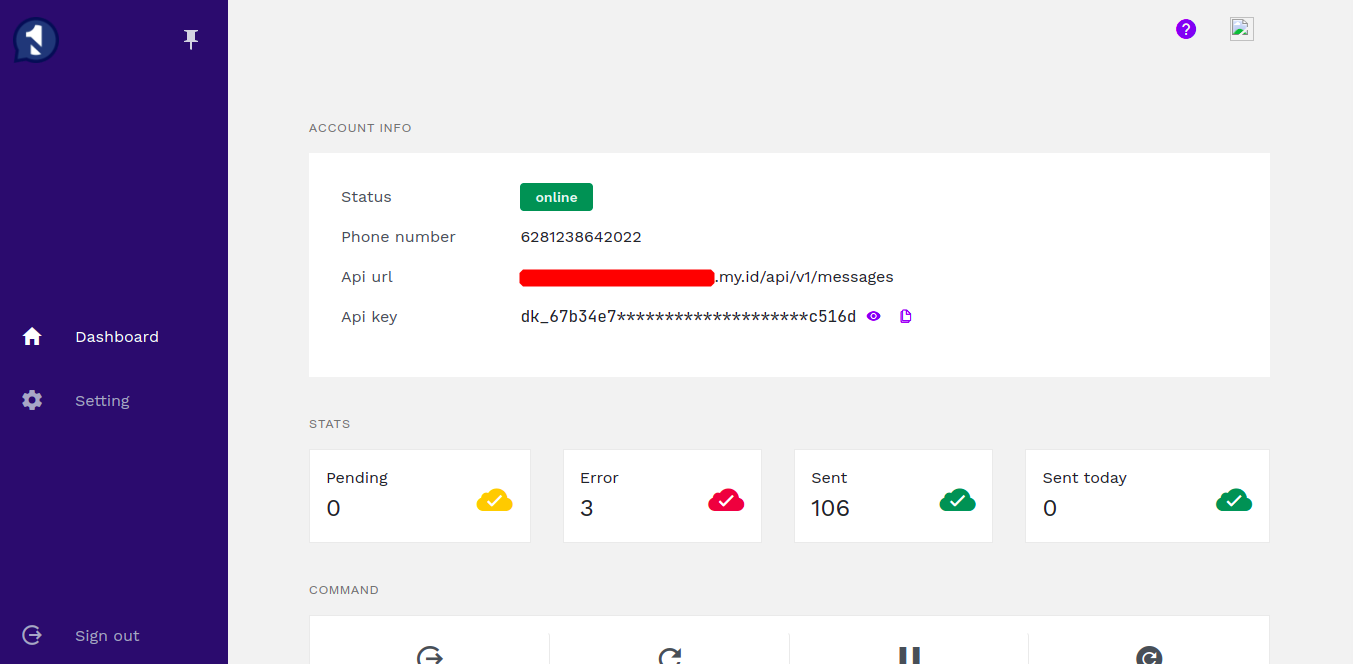 ACCOUNT INFO
Status online
Phone number 6281238642022
Api url .my.id/api/v1/messages
Api key dk_67b34e7********************c516d
Dashboard
Setting
STATS
Pending
0
Error
3
Sent
106
Sent today
0
COMMAND
Sign out